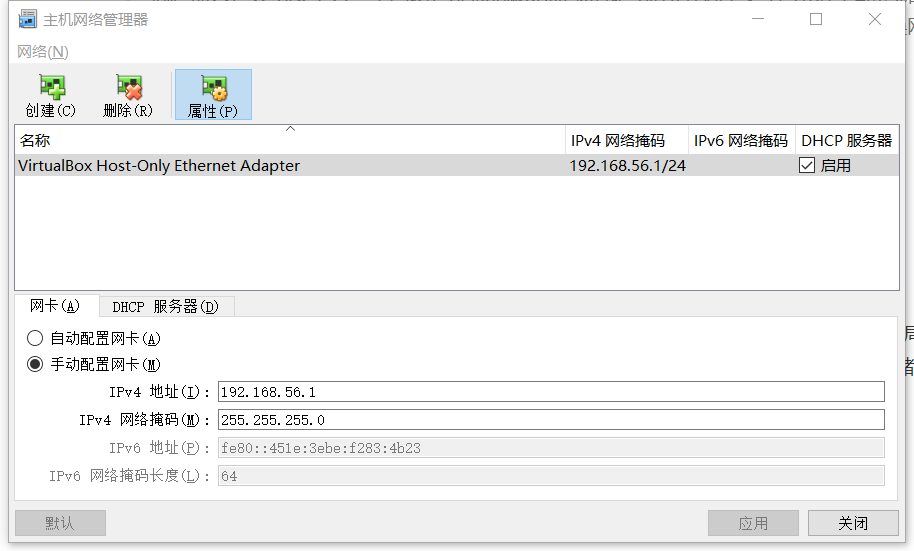 主机网络管理器
网络(N)
创建(C) 删除(R) 属性(P)
名称 IPv4 网络掩码 IPv6 网络掩码 DHCP 服务器
VirtualBox Host-Only Ethernet Adapter 192.168.56.1/24 启用
网卡(A) DHCP 服务器(D)
自动配置网卡(A)
手动配置网卡(M)
IPv4 地址(I): 192.168.56.1
IPv4 网络掩码(M): 255.255.255.0
IPv6 地址(P): fe80::451e:3ebe:f283:4b23
IPv6 网络掩码长度(L): 64
默认 应用 关闭